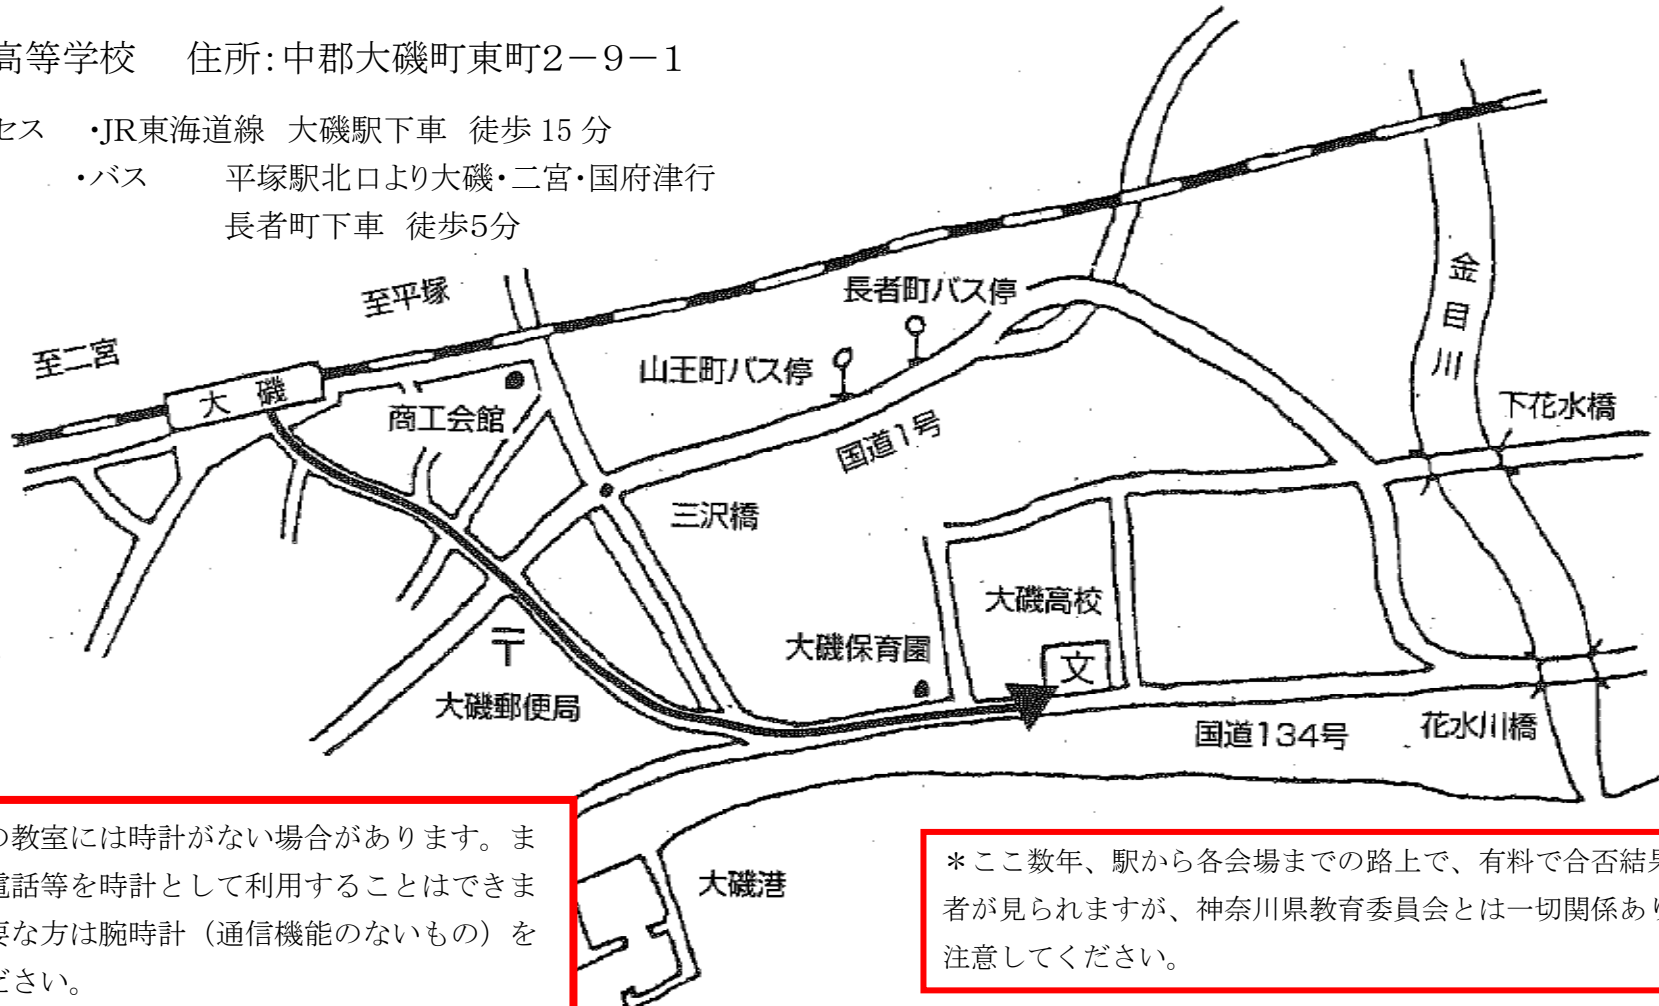 高等学校　住所：中郡大磯町東町2－9－1
セス　・JR東海道線　大磯駅下車　徒歩 15 分
・バス　平塚駅北口より大磯・二宮・国府津行
長者町下車　徒歩5分
至平塚
長者町バス停
金目川
至二宮
山王町バス停
大磯
商工会館
下花水橋
国道1号
三沢橋
大磯高校
大磯保育園
文
〒
大磯郵便局
国道134号
花水川橋
大磯港
の教室には時計がない場合があります。ま
電話等を時計として利用することはできま
要な方は腕時計（通信機能のないもの）を
ださい。
＊ここ数年、駅から各会場までの路上で、有料で合否結果
者が見られますが、神奈川県教育委員会とは一切関係あり
注意してください。